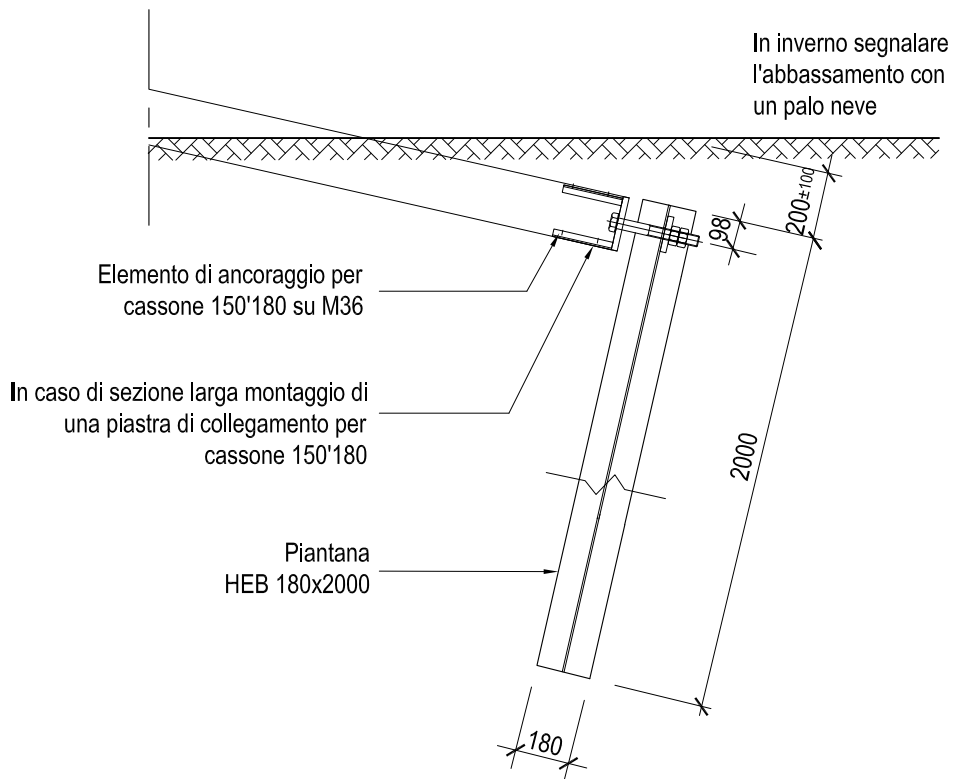 In inverno segnalare
l'abbassamento con
un palo neve
200±100
98
Elemento di ancoraggio per
cassone 150'180 su M36
In caso di sezione larga montaggio di
una piastra di collegamento per
cassone 150'180
2000
Piantana
HEB 180x2000
180